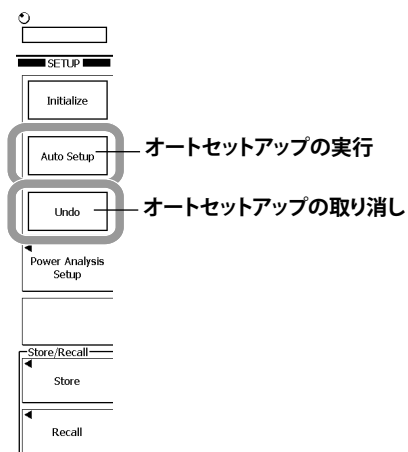 SETUP
Initialize
Auto Setup
オートセットアップの実行
Undo
オートセットアップの取り消し
Power Analysis
Setup
Store/Recall
Store
Recall